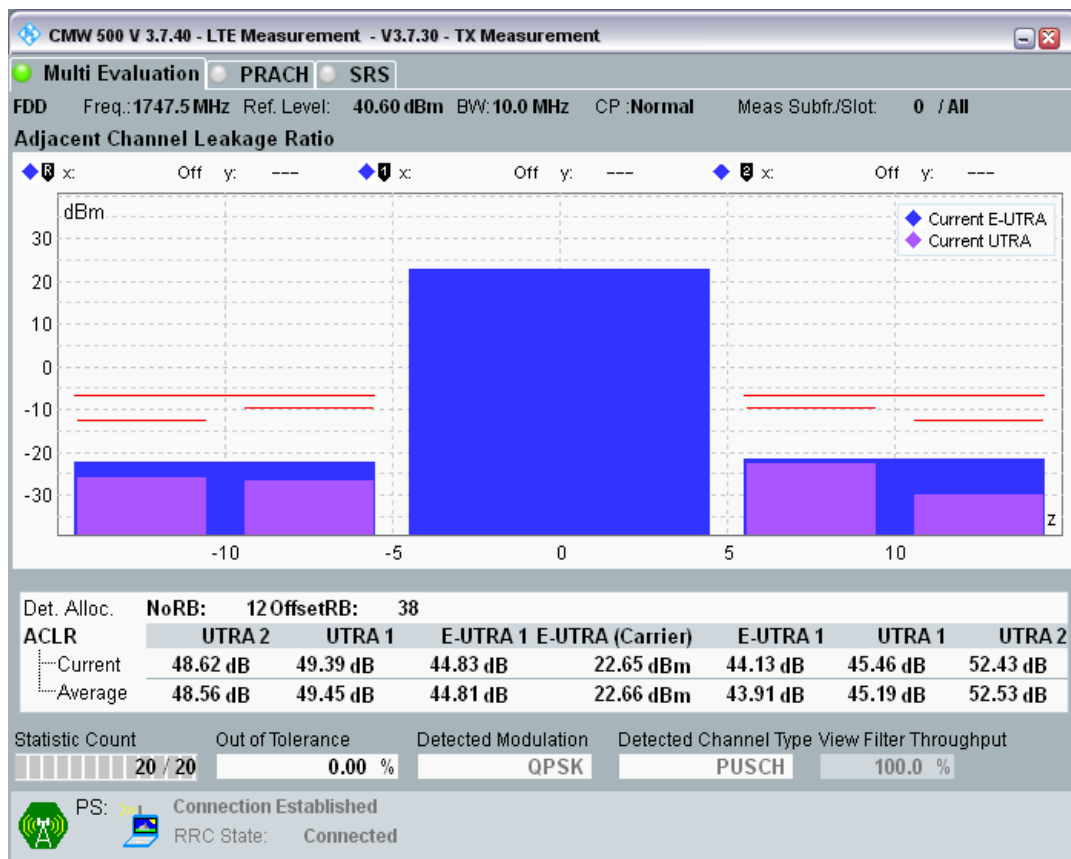 CMW 500 V 3.7.40 - LTE Measurement - V3.7.30 - TX Measurement
Multi Evaluation PRACH SRS
FDD Freq.:1747.5 MHz Ref. Level: 40.60 dBm BW:10.0 MHz CP :Normal Meas Subfr./Slot: 0 / All
Adjacent Channel Leakage Ratio
R x: Off y: --- 1 x: Off y: --- 2 x: Off y: ---
dBm
Current E-UTRA
Current UTRA
30
20
10
0
-10
-20
-30
z
-10 -5 0 5 10
Det. Alloc. NoRB: 12 OffsetRB: 38
ACLR UTRA 2 UTRA 1 E-UTRA 1 E-UTRA (Carrier) E-UTRA 1 UTRA 1 UTRA 2
Current 48.62 dB 49.39 dB 44.83 dB 22.65 dBm 44.13 dB 45.46 dB 52.43 dB
Average 48.56 dB 49.45 dB 44.81 dB 22.66 dBm 43.91 dB 45.19 dB 52.53 dB
Statistic Count Out of Tolerance Detected Modulation Detected Channel Type View Filter Throughput
20 / 20 0.00 % QPSK PUSCH 100.0 %
PS: Connection Established
RRC State: Connected